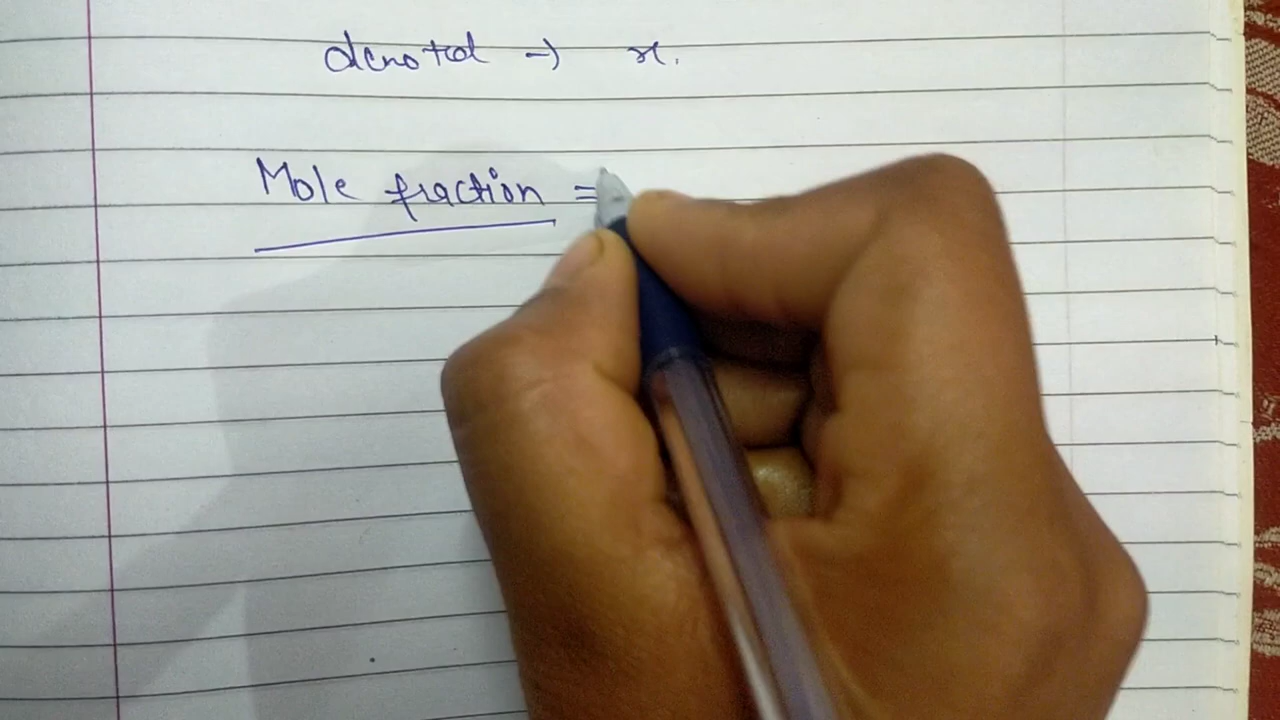 denoted → x.
Mole fraction =